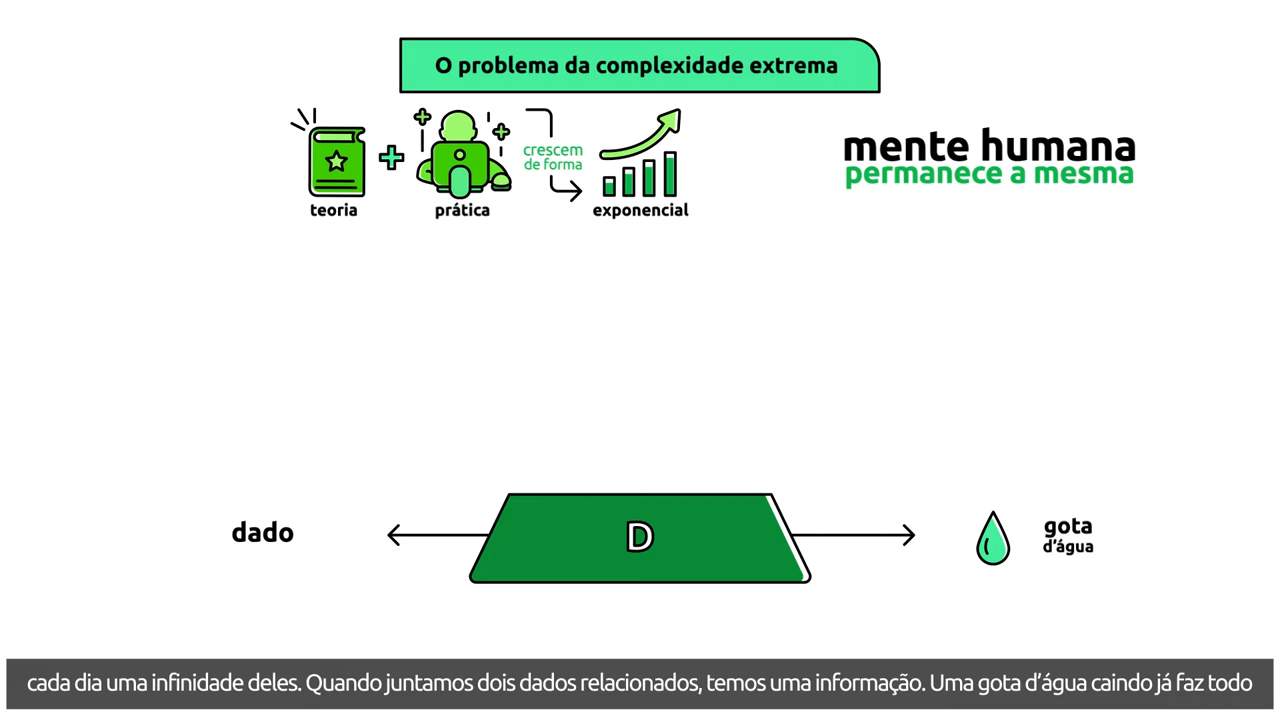 O problema da complexidade extrema
crescem
de forma
teoria
prática
exponencial
mente humana
permanece a mesma
dado
D
gota
d’água
cada dia uma infinidade deles. Quando juntamos dois dados relacionados, temos uma informação. Uma gota d’água caindo já faz todo